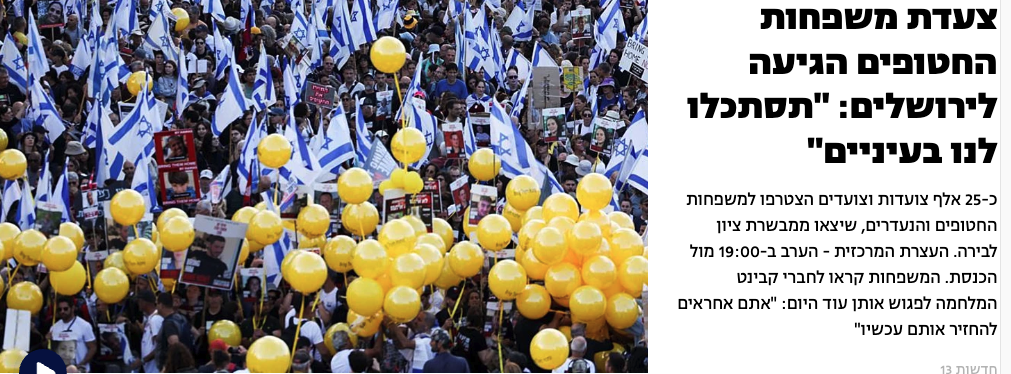 צעדת משפחות
החטופים הגיעה
לירושלים: "תסתכלו
לנו בעיניים"
כ-25 אלף צועדות וצועדים הצטרפו למשפחות
החטופים והנעדרים, שיצאו ממבשרת ציון
לבירה. העצרת המרכזית - הערב ב-19:00 מול
הכנסת. המשפחות קראו לחברי קבינט
המלחמה לפגוש אותן עוד היום: "אתם אחראים
להחזיר אותם עכשיו"
חדשות 13